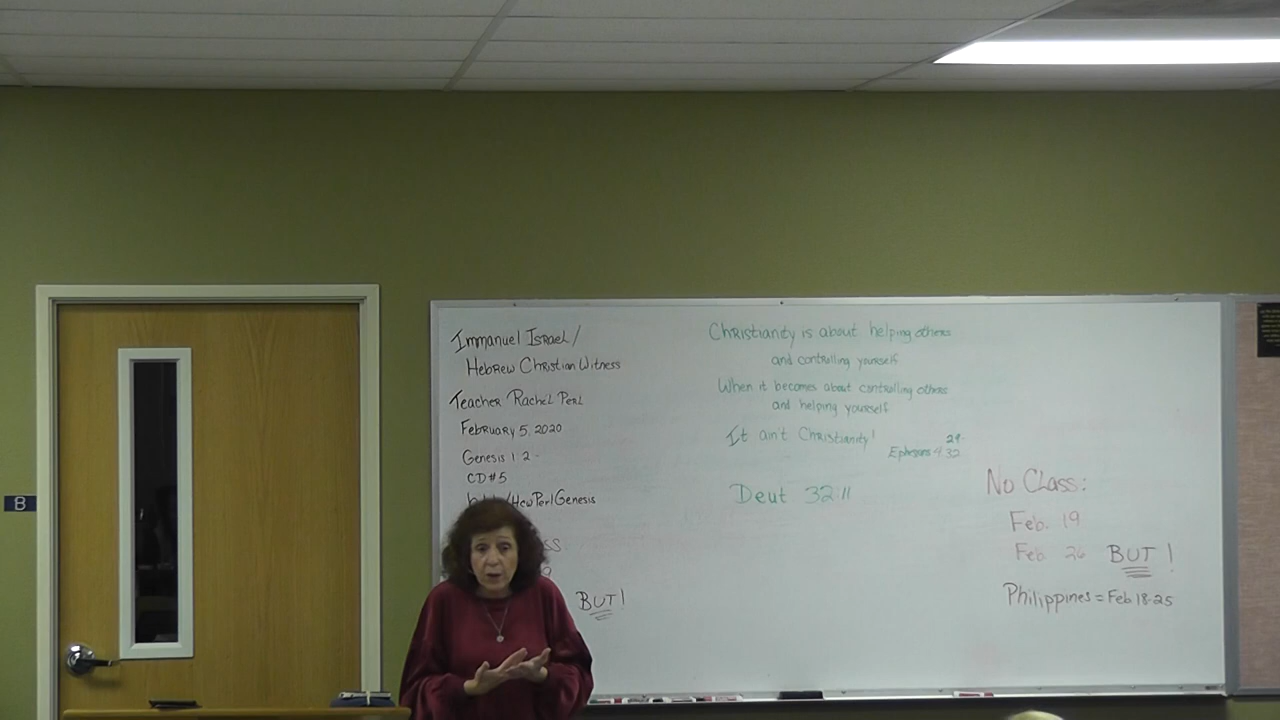 Immanuel Israel/
Hebrew Christian Witness
Teacher Rachel Perl
February 5, 2020
Genesis 1:2
CD#5
/HcwPerlGenesis
BUT!
Christianity is about helping others
and controlling yourself
When it becomes about controlling others
and helping yourself
It ain't Christianity!
Ephesians 4:32
29
Deut 32:11
No Class:
Feb. 19
Feb. 26 BUT!
Philippines = Feb 18-25
B